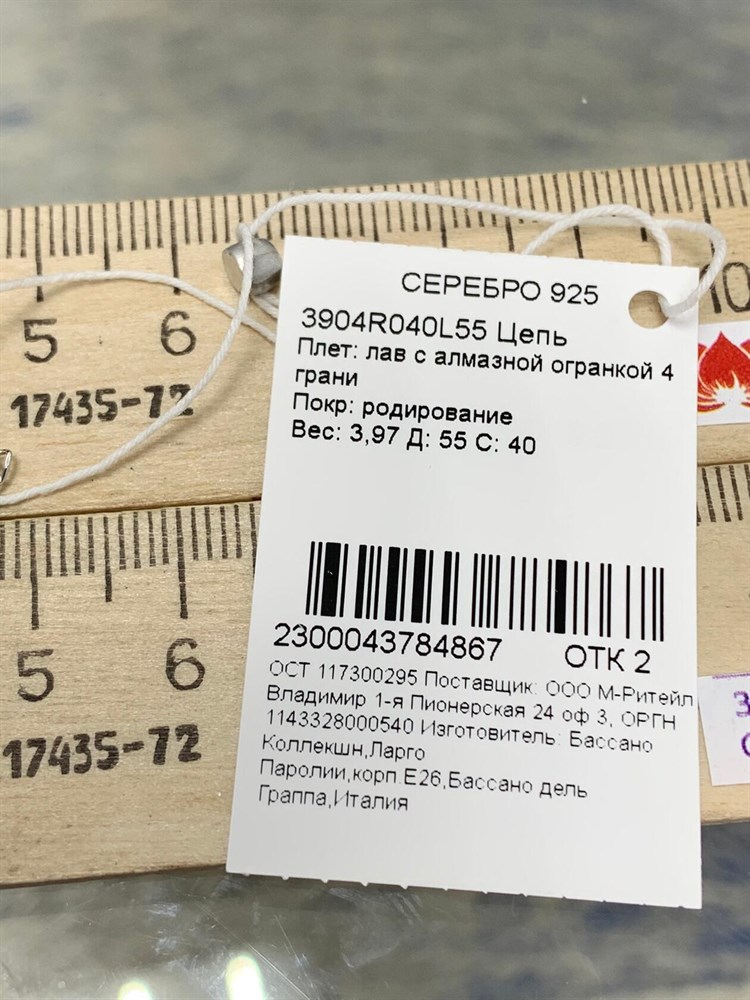 СЕРЕБРО 925
3904R040L55 Цепь
Плет: лав с алмазной огранкой 4
грани
Покр: родирование
Вес: 3,97 Д: 55 С: 40
2300043784867 ОТК 2
ОСТ 117300295 Поставщик: ООО М-Ритейл
Владимир 1-я Пионерская 24 оф 3, ОРГН
1143328000540 Изготовитель: Бассано
Коллекшн,Ларго
Паролии,корп.Е26,Бассано дель
Граппа,Италия
5 6 10
17435-72
5 6
17435-72